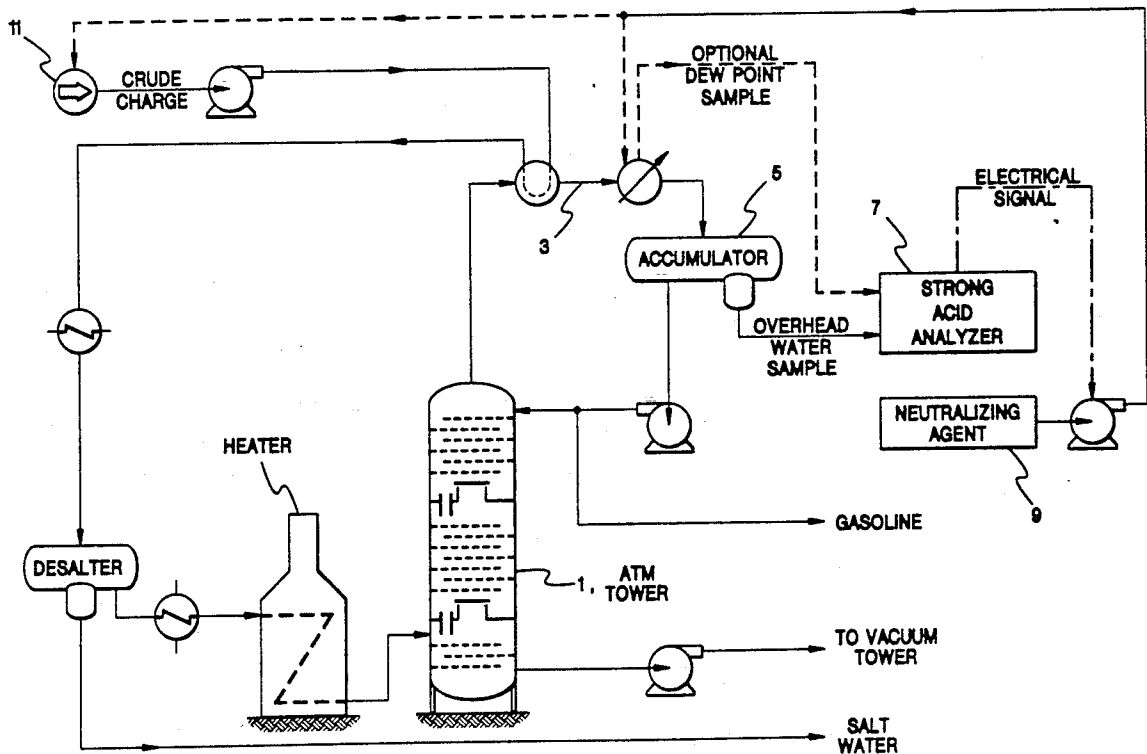 11
CRUDE
CHARGE
OPTIONAL
DEW POINT
SAMPLE
3
5
ACCUMULATOR
ELECTRICAL
SIGNAL
7
STRONG
ACID
ANALYZER
OVERHEAD
WATER
SAMPLE
NEUTRALIZING
AGENT
9
HEATER
GASOLINE
DESALTER
1,
ATM
TOWER
TO VACUUM
TOWER
SALT
WATER